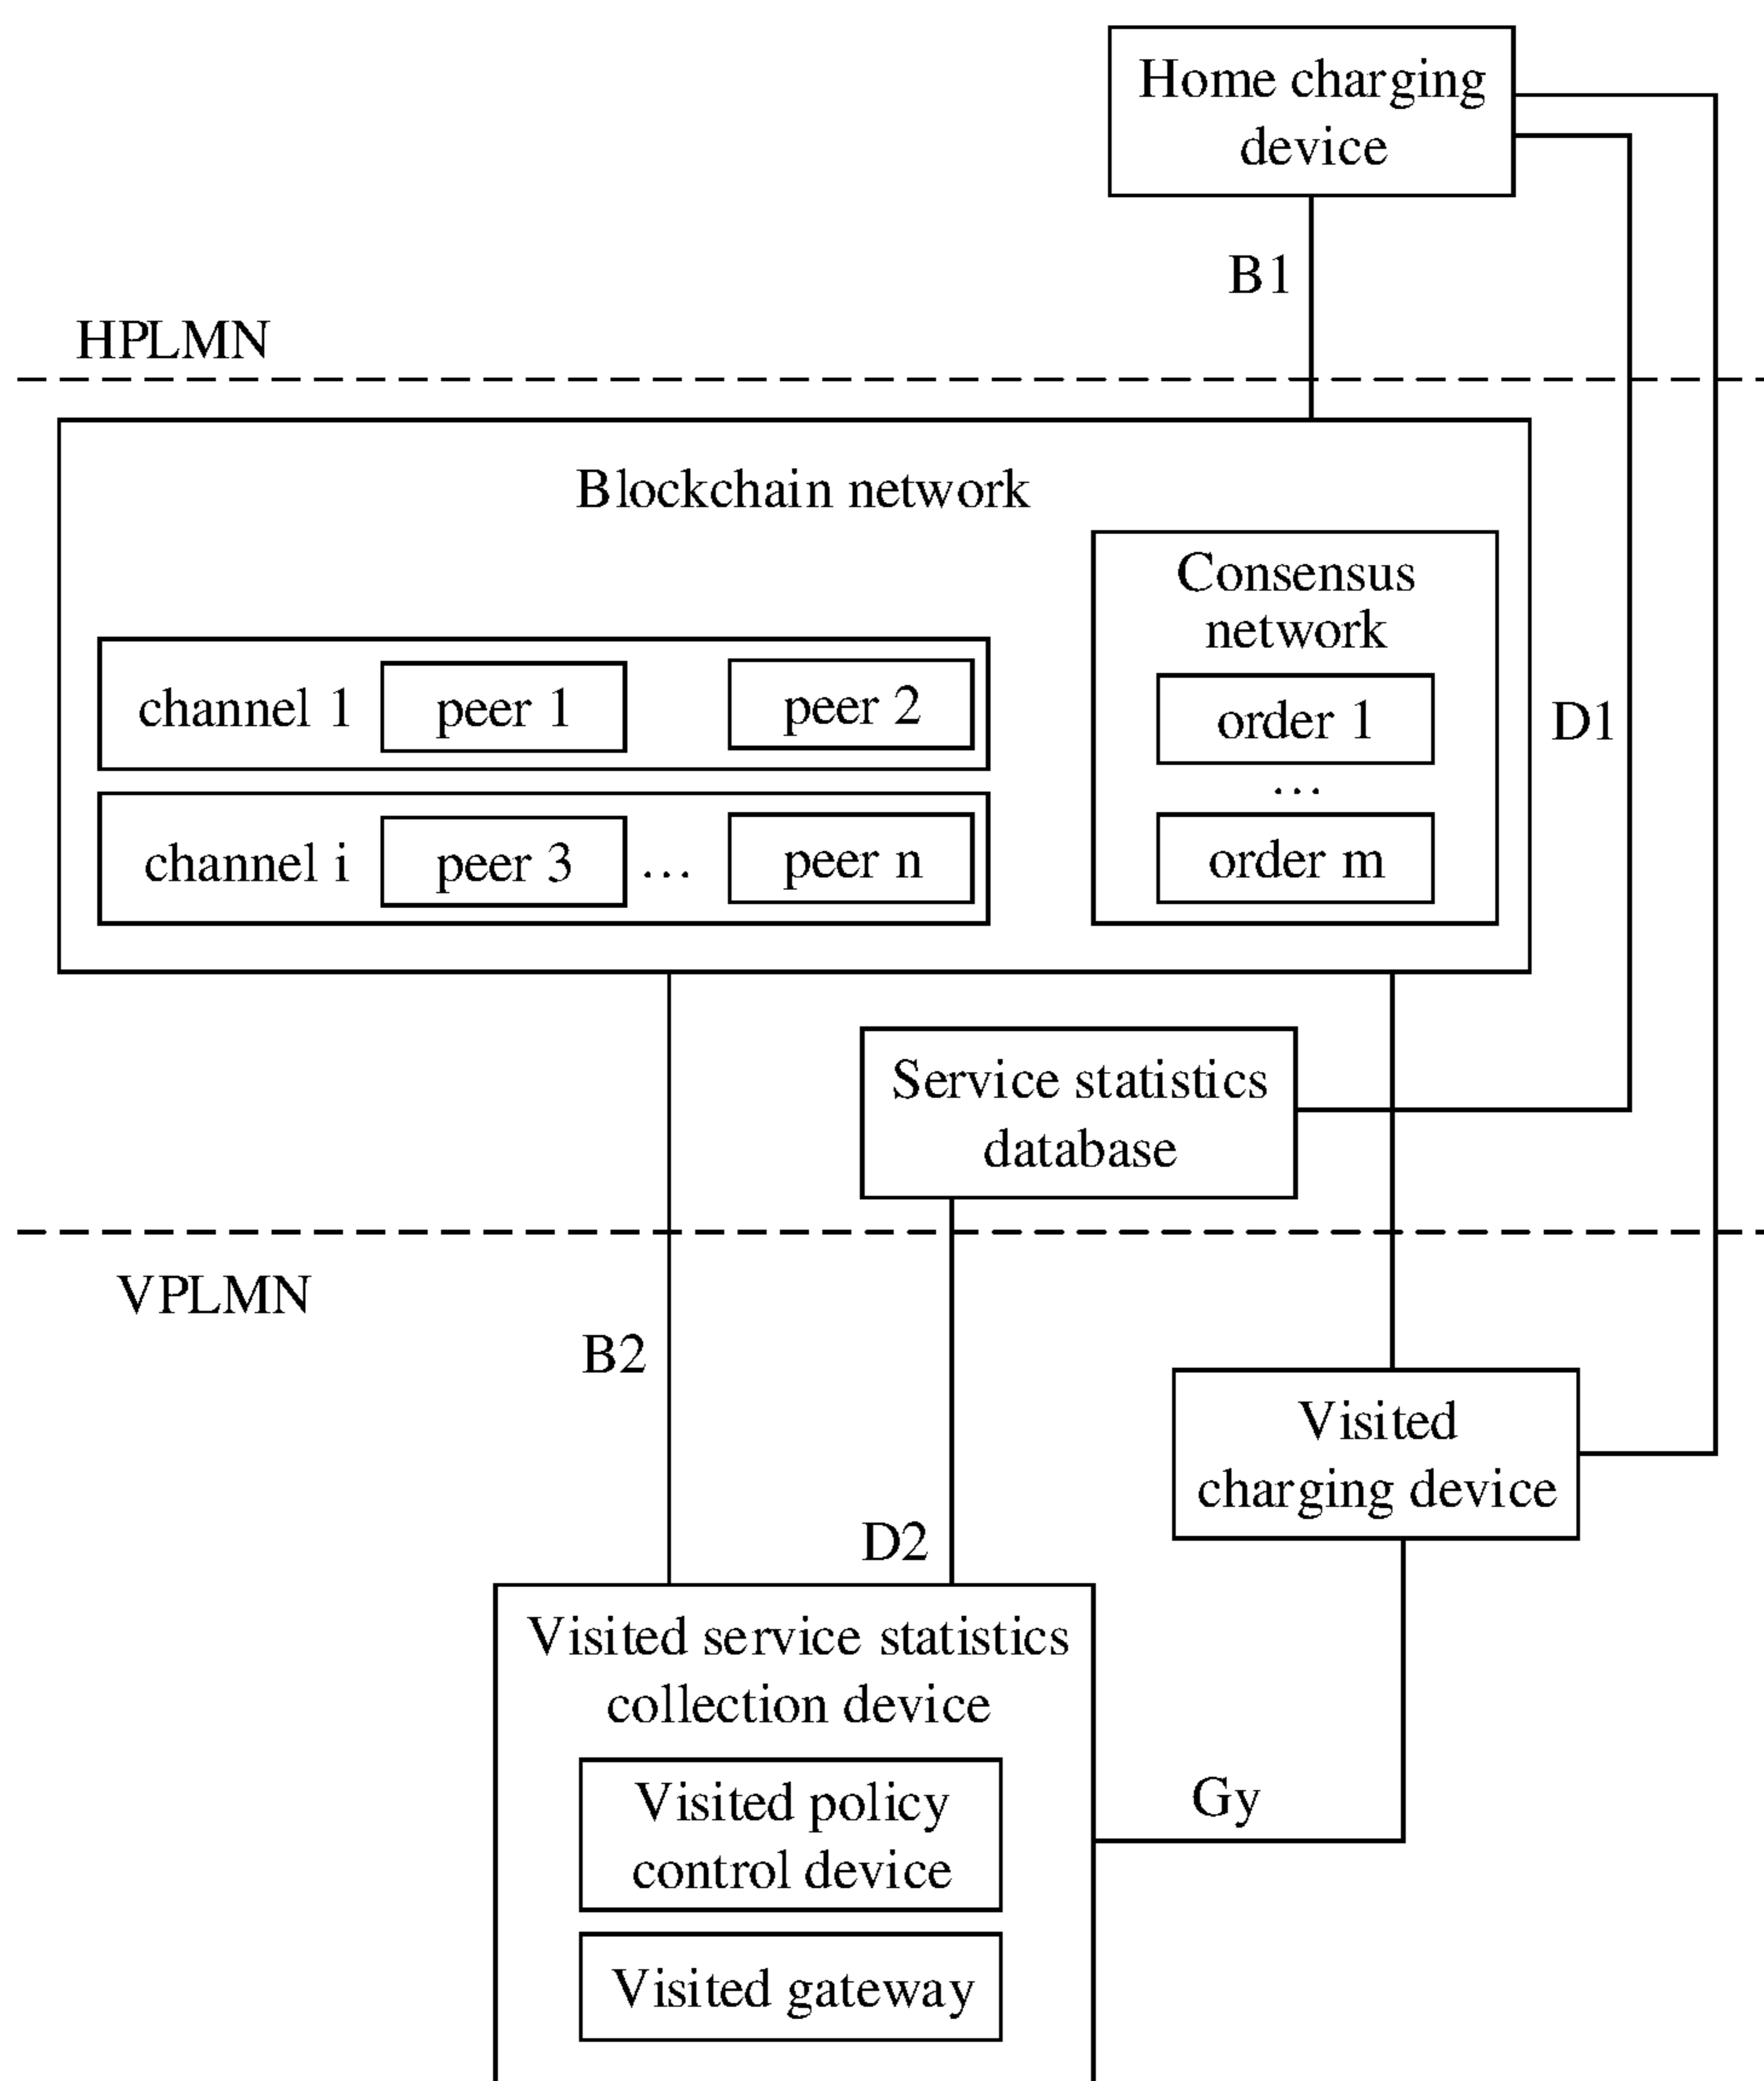 Home charging
device
B1
HPLMN
Blockchain network
Consensus
network
channel 1 peer 1 peer 2
order 1
D1
...
channel i peer 3 ... peer n
order m
Service statistics
database
VPLMN
B2
Visited
charging device
D2
Visited service statistics
collection device
Visited policy
control device
Gy
Visited gateway